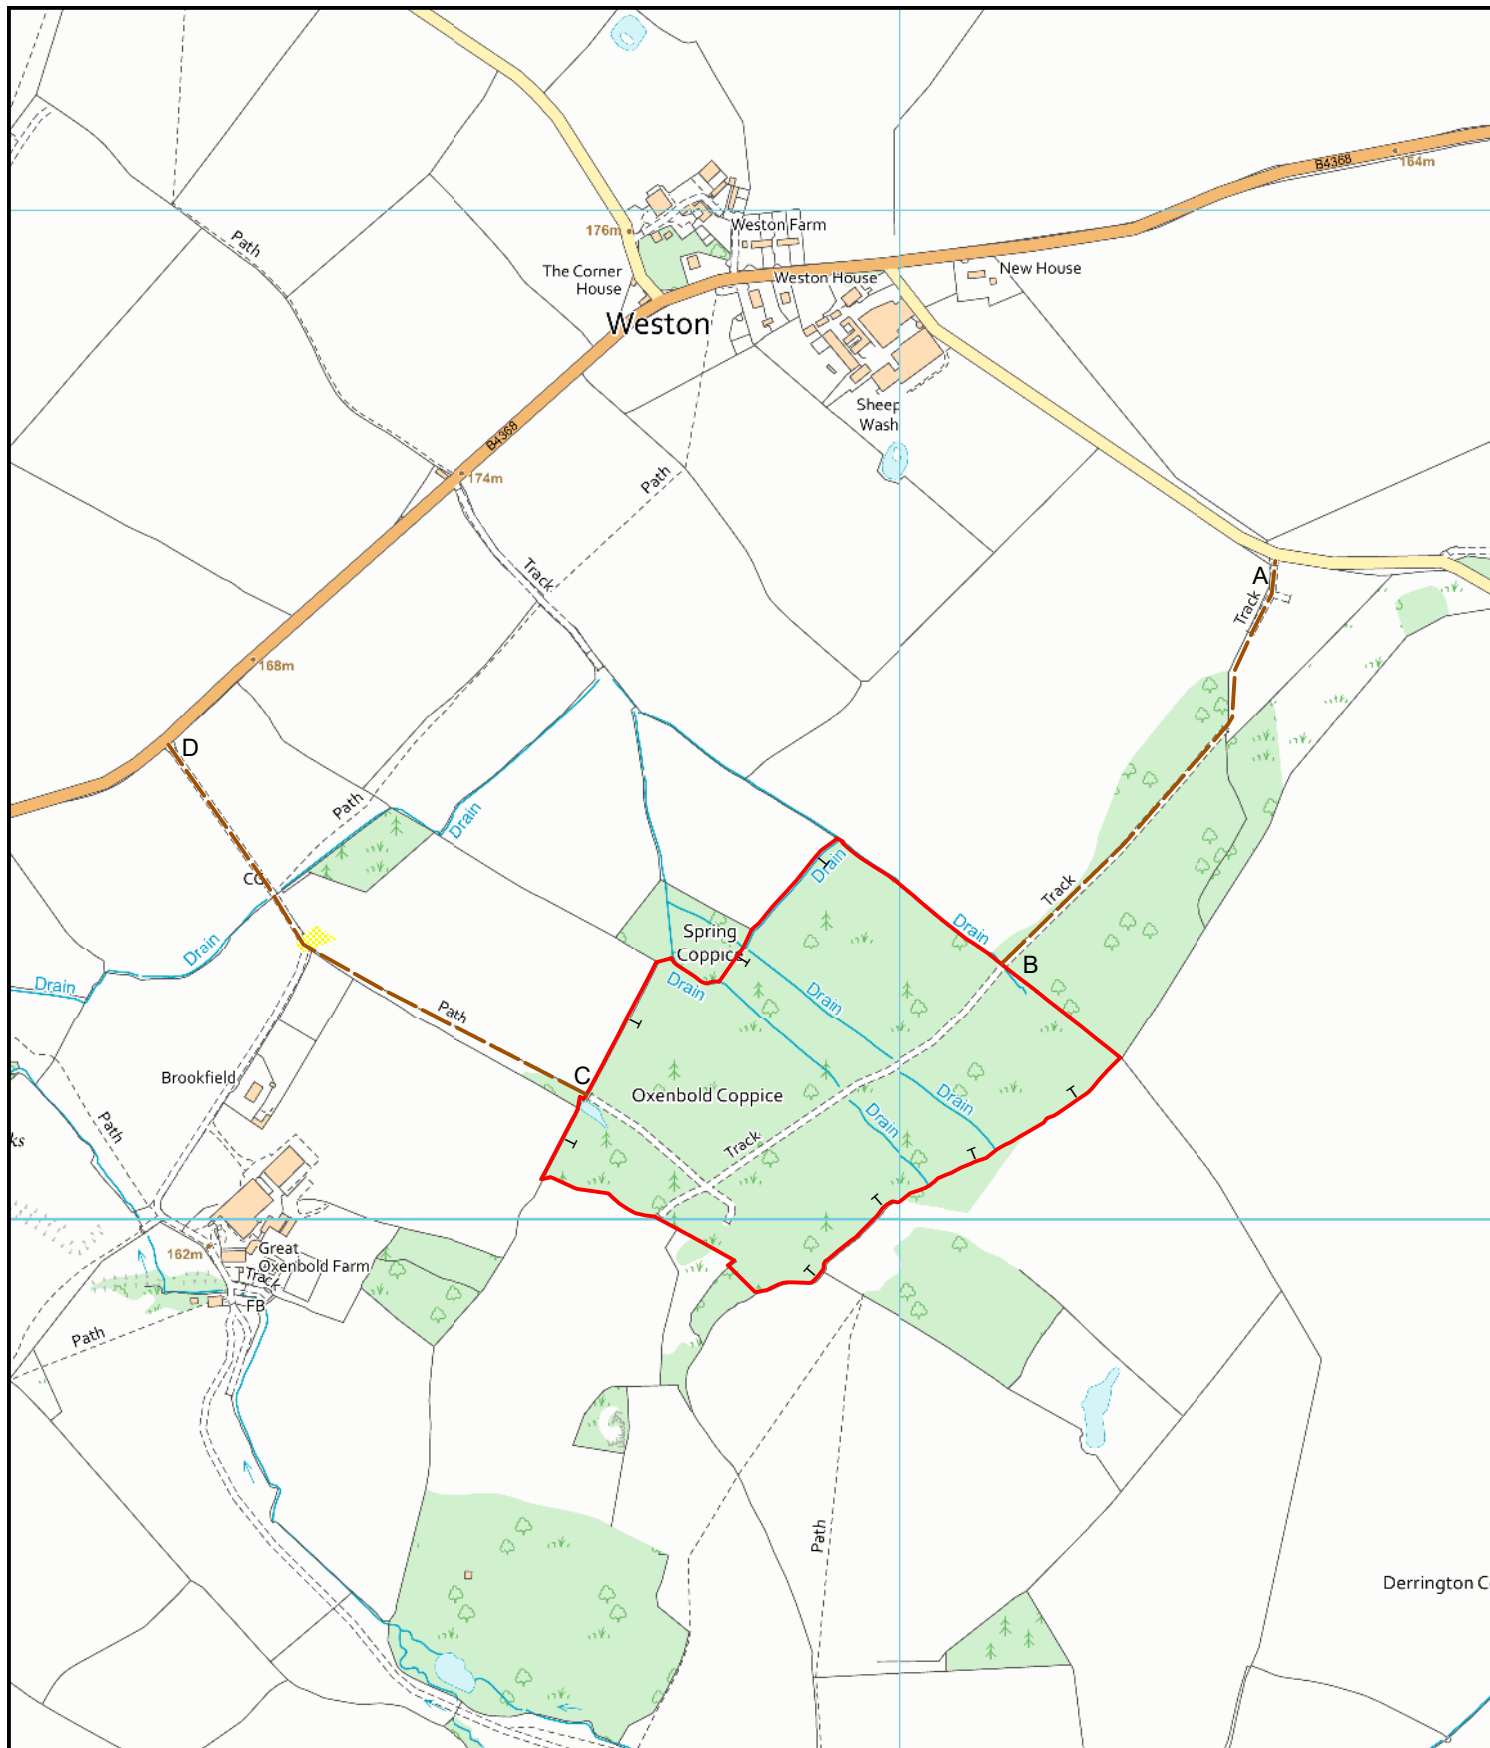 B4368
164m
176m
Weston Farm
Path
The Corner
House
Weston House
New House
Weston
Sheep
Wash
B4368
174m
Path
Track
A
Track
168m
D
Path
Drain
CG
Drain
Track
Spring
Coppice
Drain
Drain
B
Drain
Drain
Drain
Path
C
Brookfield
Oxenbold Coppice
Drain
Drain
Path
ks
Track
162m
Great
Oxenbold Farm
Track
FB
Path
Path
Derrington C